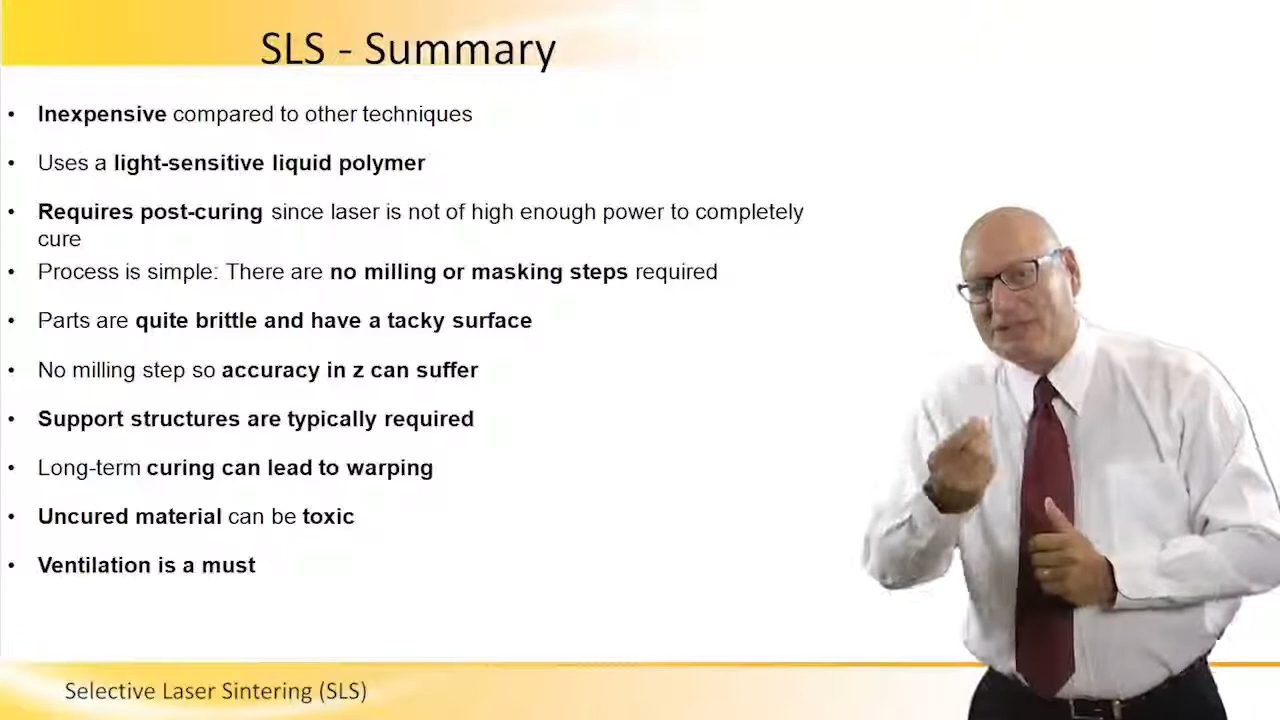 SLS - Summary
• Inexpensive compared to other techniques
• Uses a light-sensitive liquid polymer
• Requires post-curing since laser is not of high enough power to completely
cure
• Process is simple: There are no milling or masking steps required
• Parts are quite brittle and have a tacky surface
• No milling step so accuracy in z can suffer
• Support structures are typically required
• Long-term curing can lead to warping
• Uncured material can be toxic
• Ventilation is a must
Selective Laser Sintering (SLS)